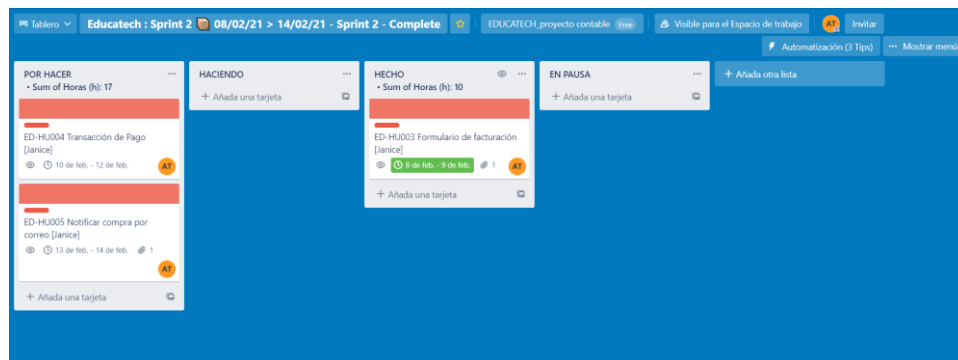 Tablero
Educatech : Sprint 2 08/02/21 > 14/02/21 - Sprint 2 - Complete
EDUCATECH_proyecto contable Free
Visible para el Espacio de trabajo
AT
Invitar
Automatización (3 Tips)
··· Mostrar menú
POR HACER ···
• Sum of Horas (h): 17
ED-HU004 Transacción de Pago
[Janice]
10 de feb. - 12 de feb.
AT
ED-HU005 Notificar compra por
correo [Janice]
13 de feb. - 14 de feb. 1
AT
+ Añada una tarjeta
HACIENDO ···
+ Añada una tarjeta
HECHO ···
• Sum of Horas (h): 10
ED-HU003 Formulario de facturación
[Janice]
8 de feb. - 9 de feb. 1
AT
+ Añada una tarjeta
EN PAUSA ···
+ Añada una tarjeta
+ Añada otra lista